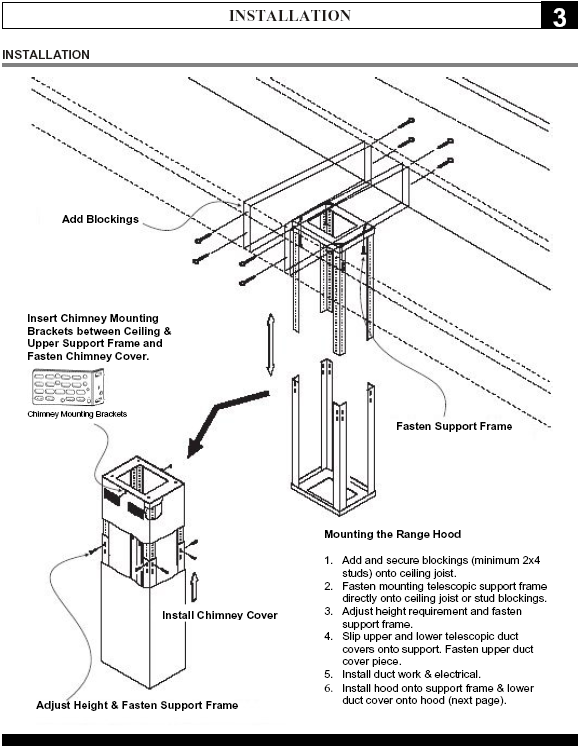 INSTALLATION
3
INSTALLATION
Add Blockings
Insert Chimney Mounting
Brackets between Ceiling &
Upper Support Frame and
Fasten Chimney Cover.
Chimney Mounting Brackets
Fasten Support Frame
Install Chimney Cover
Adjust Height & Fasten Support Frame
Mounting the Range Hood
1. Add and secure blockings (minimum 2x4
studs) onto ceiling joist.
2. Fasten mounting telescopic support frame
directly onto ceiling joist or stud blockings.
3. Adjust height requirement and fasten
support frame.
4. Slip upper and lower telescopic duct
covers onto support. Fasten upper duct
cover piece.
5. Install duct work & electrical.
6. Install hood onto support frame & lower
duct cover onto hood (next page).